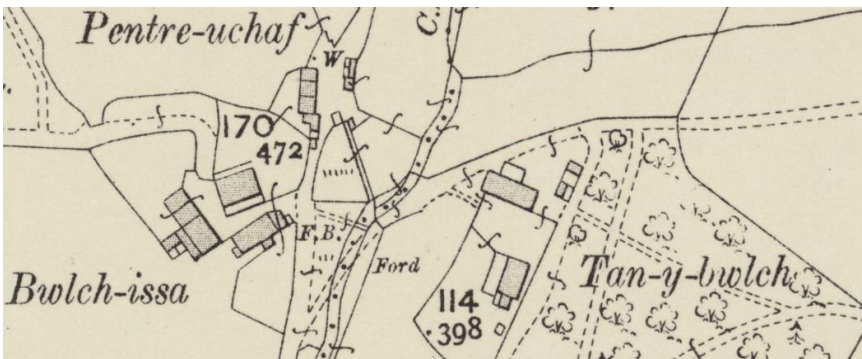 Pentre-uchaf
W
170
472
F.B.
Ford
Bwlch-issa
Tan-y-bwlch
114
·398